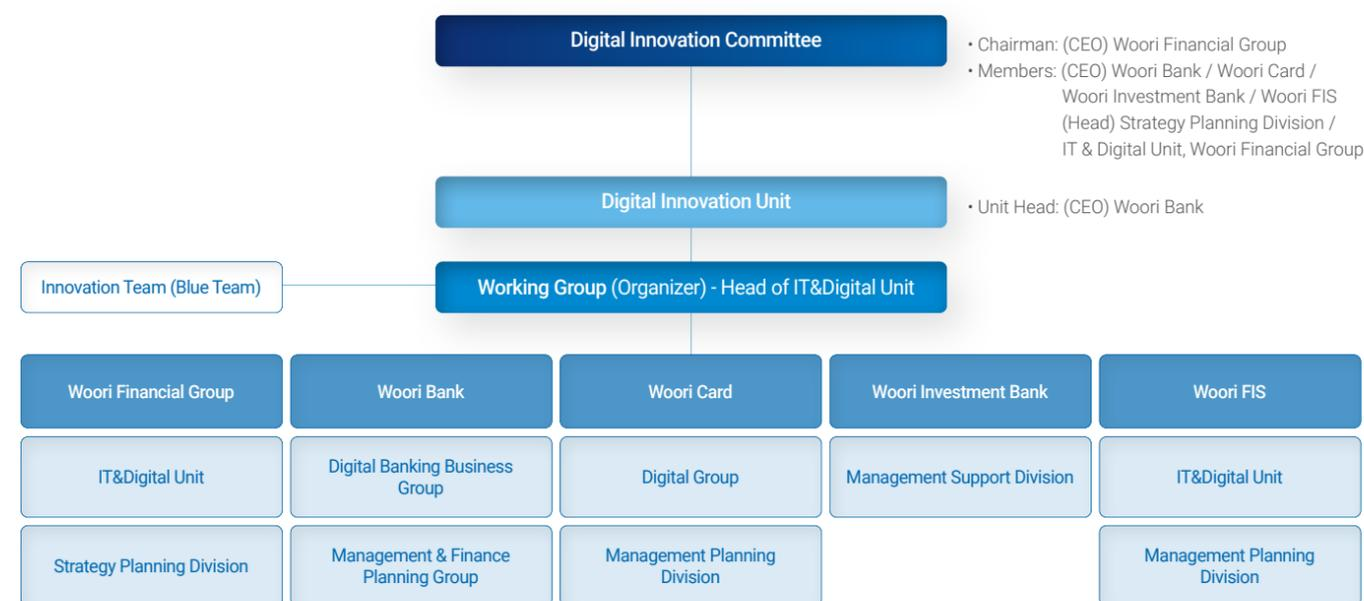 Digital Innovation Committee
• Chairman: (CEO) Woori Financial Group
• Members: (CEO) Woori Bank / Woori Card /
Woori Investment Bank / Woori FIS
(Head) Strategy Planning Division /
IT & Digital Unit, Woori Financial Group
Digital Innovation Unit
• Unit Head: (CEO) Woori Bank
Innovation Team (Blue Team)
Working Group (Organizer) - Head of IT&Digital Unit
Woori Financial Group
Woori Bank
Woori Card
Woori Investment Bank
Woori FIS
IT&Digital Unit
Digital Banking Business
Group
Digital Group
Management Support Division
IT&Digital Unit
Strategy Planning Division
Management & Finance
Planning Group
Management Planning
Division
Management Planning
Division